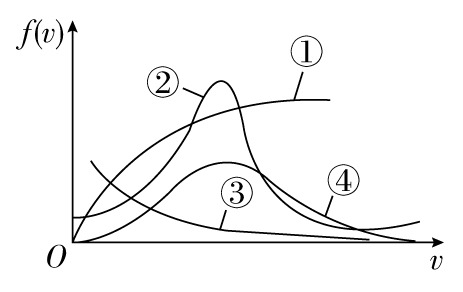 f(v)
①
②
③
④
O
v